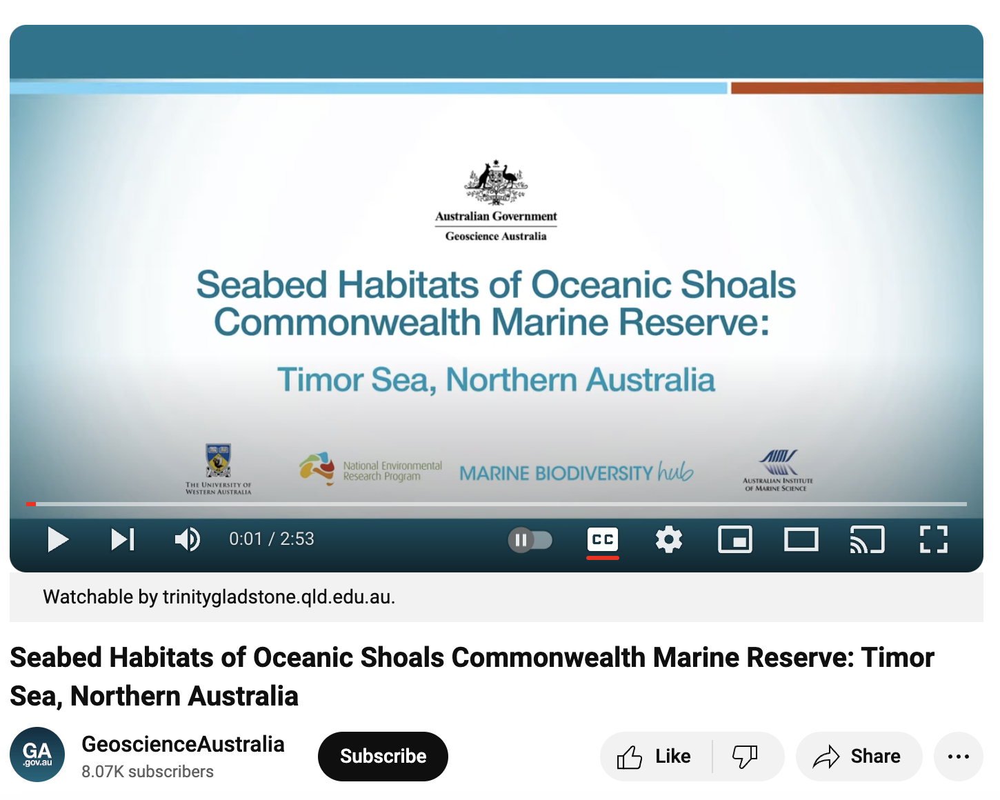 Australian Government
Geoscience Australia
Seabed Habitats of Oceanic Shoals
Commonwealth Marine Reserve:
Timor Sea, Northern Australia
THE UNIVERSITY OF
WESTERN AUSTRALIA
National Environmental
Research Program
MARINE BIODIVERSITY hub
AIMS
AUSTRALIAN INSTITUTE
OF MARINE SCIENCE
0:01 / 2:53
CC
Watchable by trinitygladstone.qld.edu.au.
Seabed Habitats of Oceanic Shoals Commonwealth Marine Reserve: Timor
Sea, Northern Australia
GA
.gov.au
GeoscienceAustralia
8.07K subscribers
Subscribe
Like
Share